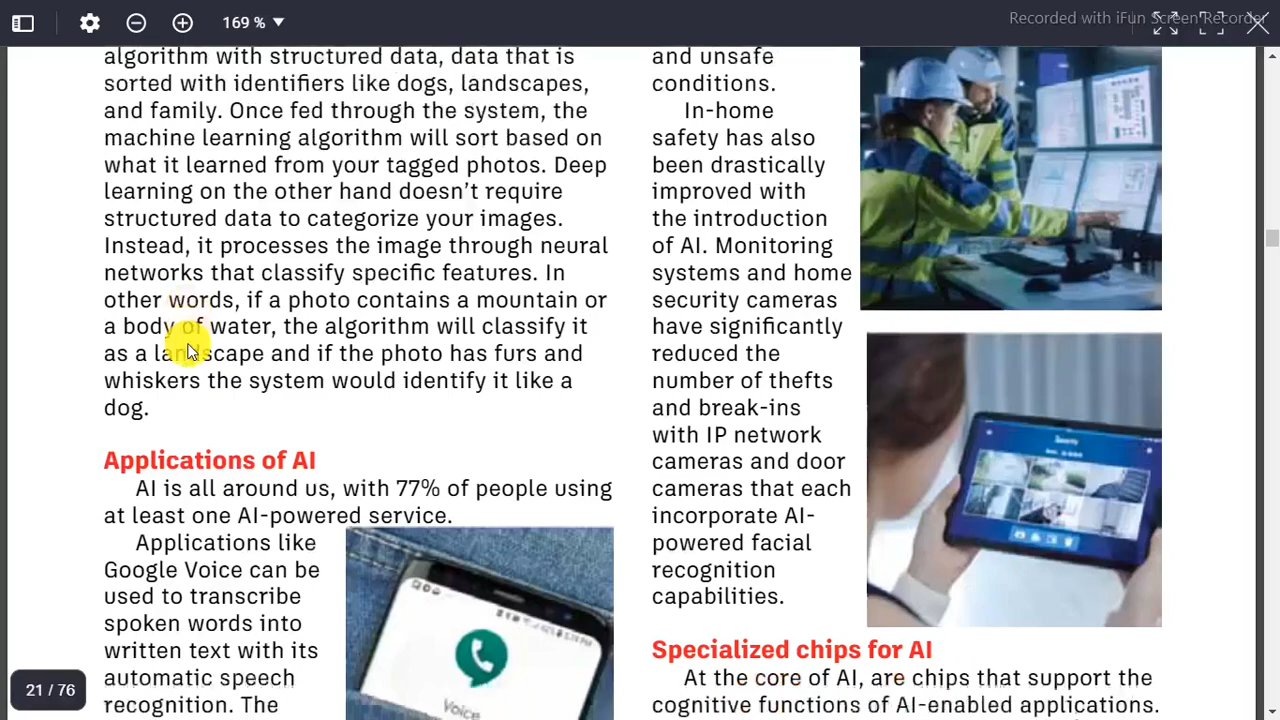 169 %
Recorded with iFun Screen Recorder
algorithm with structured data, data that is
sorted with identifiers like dogs, landscapes,
and family. Once fed through the system, the
machine learning algorithm will sort based on
what it learned from your tagged photos. Deep
learning on the other hand doesn't require
structured data to categorize your images.
Instead, it processes the image through neural
networks that classify specific features. In
other words, if a photo contains a mountain or
a body of water, the algorithm will classify it
as a landscape and if the photo has furs and
whiskers the system would identify it like a
dog.
Applications of AI
AI is all around us, with 77% of people using
at least one AI-powered service.
Applications like
Google Voice can be
used to transcribe
spoken words into
written text with its
automatic speech
recognition. The
Voice
and unsafe
conditions.
In-home
safety has also
been drastically
improved with
the introduction
of AI. Monitoring
systems and home
security cameras
have significantly
reduced the
number of thefts
and break-ins
with IP network
cameras and door
cameras that each
incorporate AI-
powered facial
recognition
capabilities.
Specialized chips for AI
At the core of AI, are chips that support the
cognitive functions of AI-enabled applications.
21 / 76